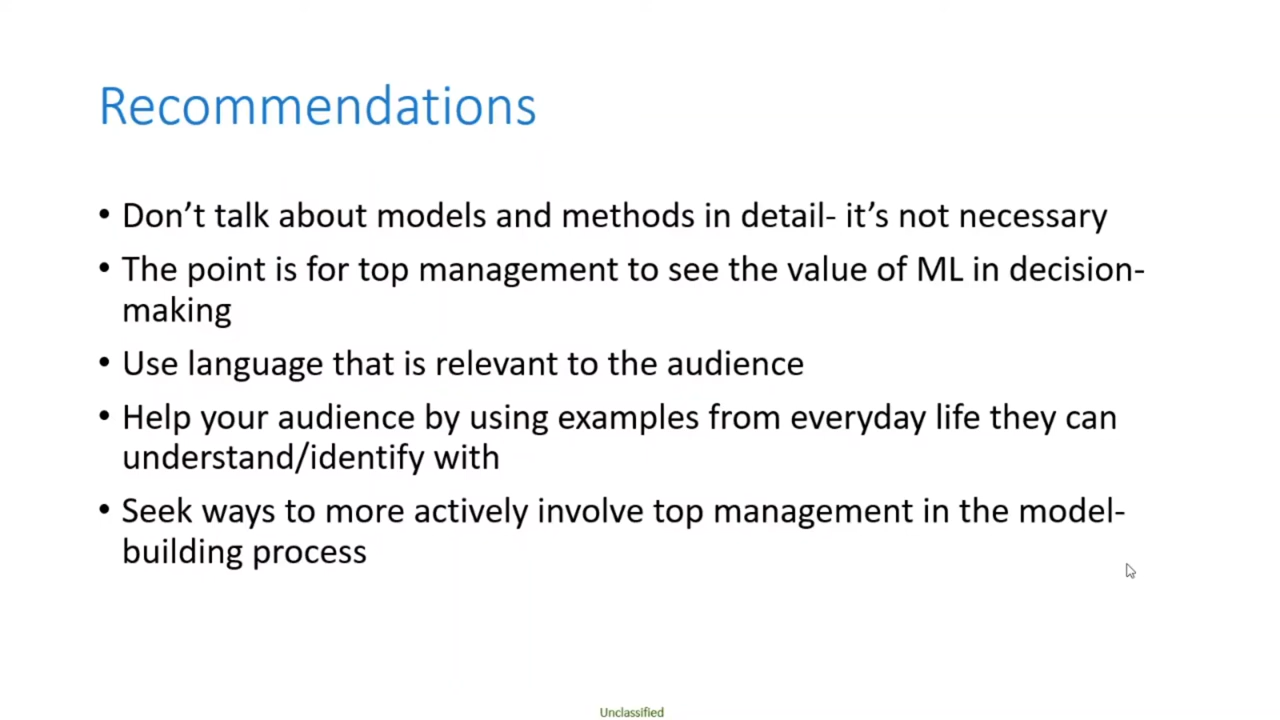 Recommendations
• Don’t talk about models and methods in detail- it’s not necessary
• The point is for top management to see the value of ML in decision-
making
• Use language that is relevant to the audience
• Help your audience by using examples from everyday life they can
understand/identify with
• Seek ways to more actively involve top management in the model-
building process
Unclassified